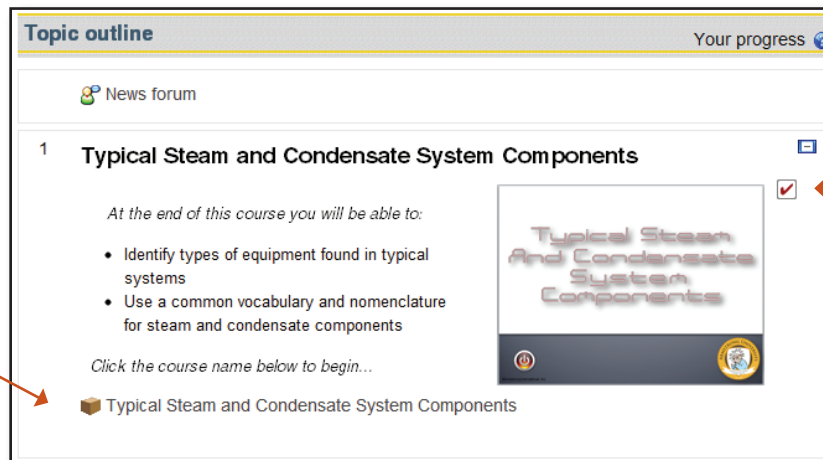 Topic outline
Your progress
News forum
1
Typical Steam and Condensate System Components
At the end of this course you will be able to:
• Identify types of equipment found in typical
systems
• Use a common vocabulary and nomenclature
for steam and condensate components
Click the course name below to begin...
Typical Steam and Condensate System Components
Typical Steam
And Condensate
System
Components